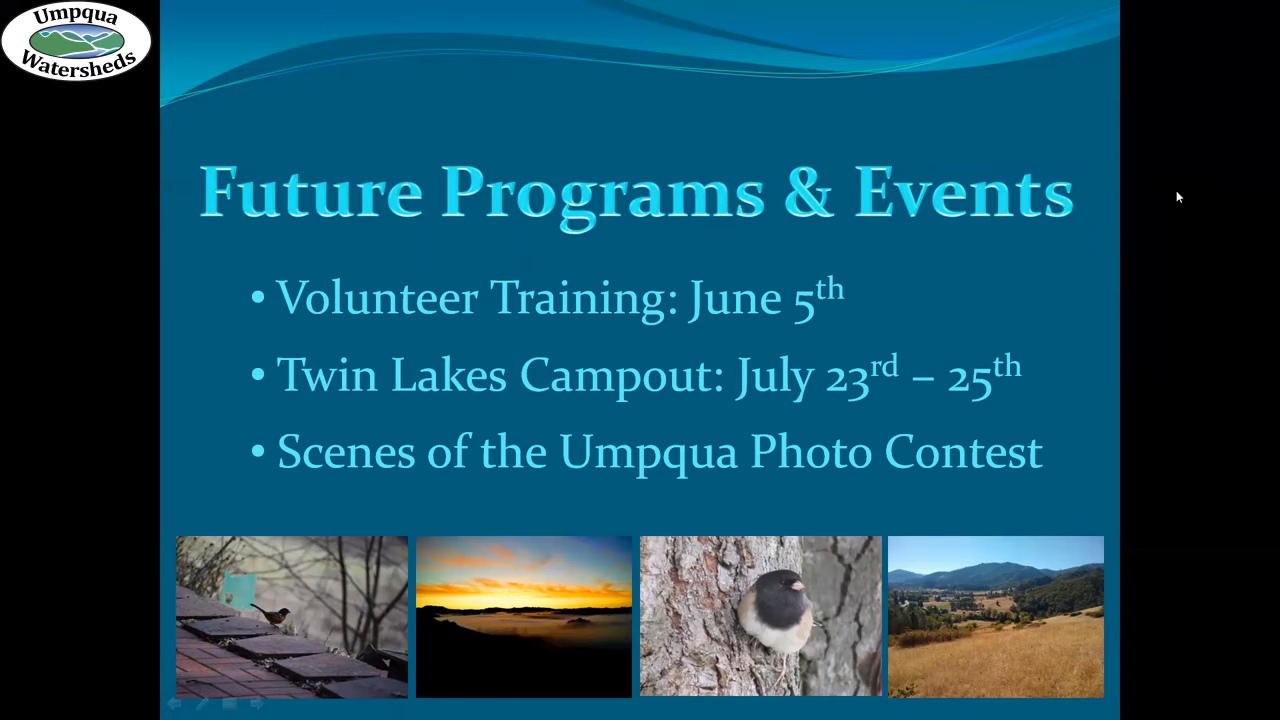 Umpqua
Watersheds
Future Programs & Events
• Volunteer Training: June 5th
• Twin Lakes Campout: July 23rd – 25th
• Scenes of the Umpqua Photo Contest